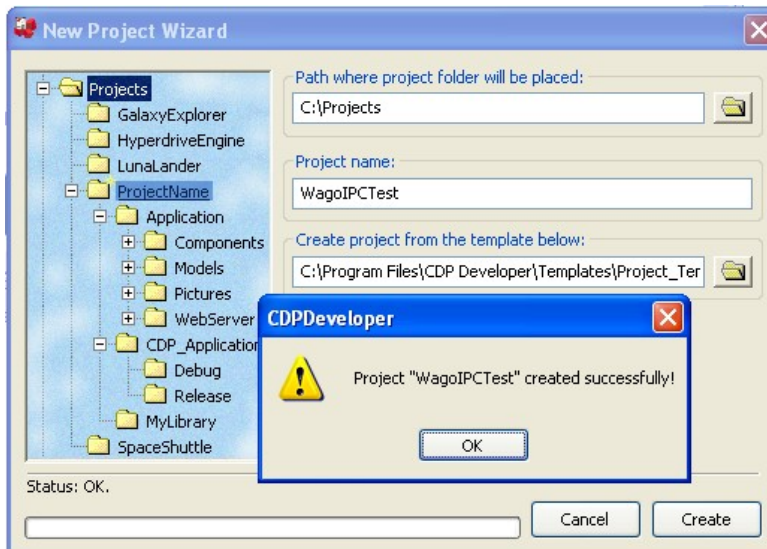 New Project Wizard
Projects
GalaxyExplorer
HyperdriveEngine
LunaLander
ProjectName
Application
Components
Models
Pictures
WebServer
CDP_Application
Debug
Release
MyLibrary
SpaceShuttle
Path where project folder will be placed:
C:\Projects
Project name:
WagoIPCTest
Create project from the template below:
C:\Program Files\CDP Developer\Templates\Project_Ter
CDPDeveloper
Project "WagoIPCTest" created successfully!
OK
Status: OK.
Cancel
Create